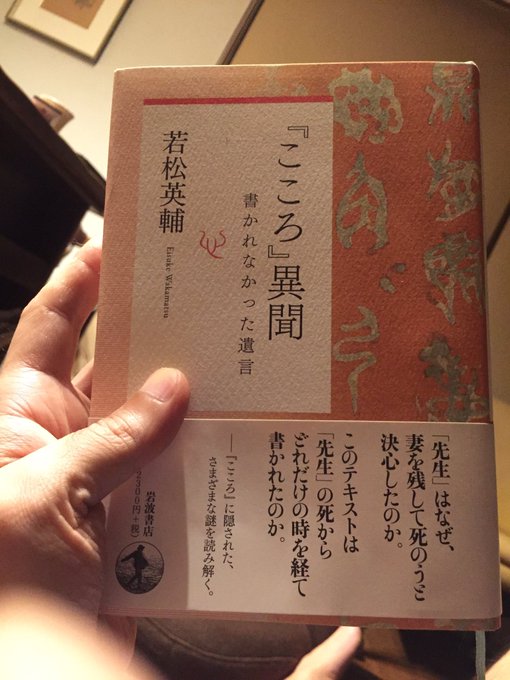 『こころ』異聞
書かれなかった遺言
若松英輔
Eisuke Wakamatsu
「先生」はなぜ、
妻を残して死のうと
決心したのか。
このテキストは
「先生」の死から
どれだけの時を経て
書かれたのか。
──『こころ』に隠された、
さまざまな謎を読み解く。
岩波書店
2300円+税)